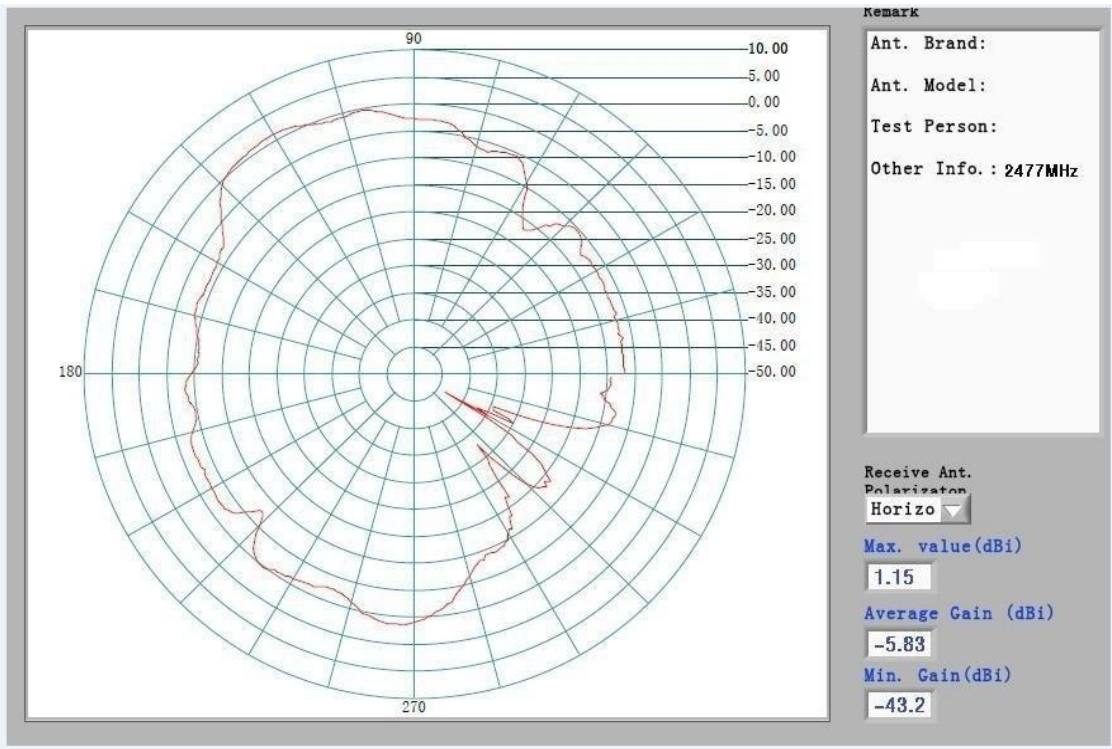 Remark
90
10.00
5.00
0.00
-5.00
-10.00
-15.00
-20.00
-25.00
-30.00
-35.00
-40.00
-45.00
-50.00
180
270
Ant. Brand:
Ant. Model:
Test Person:
Other Info.: 2477MHz
Receive Ant.
Polarizaton
Horizo
Max. value(dBi)
1.15
Average Gain (dBi)
-5.83
Min. Gain(dBi)
-43.2